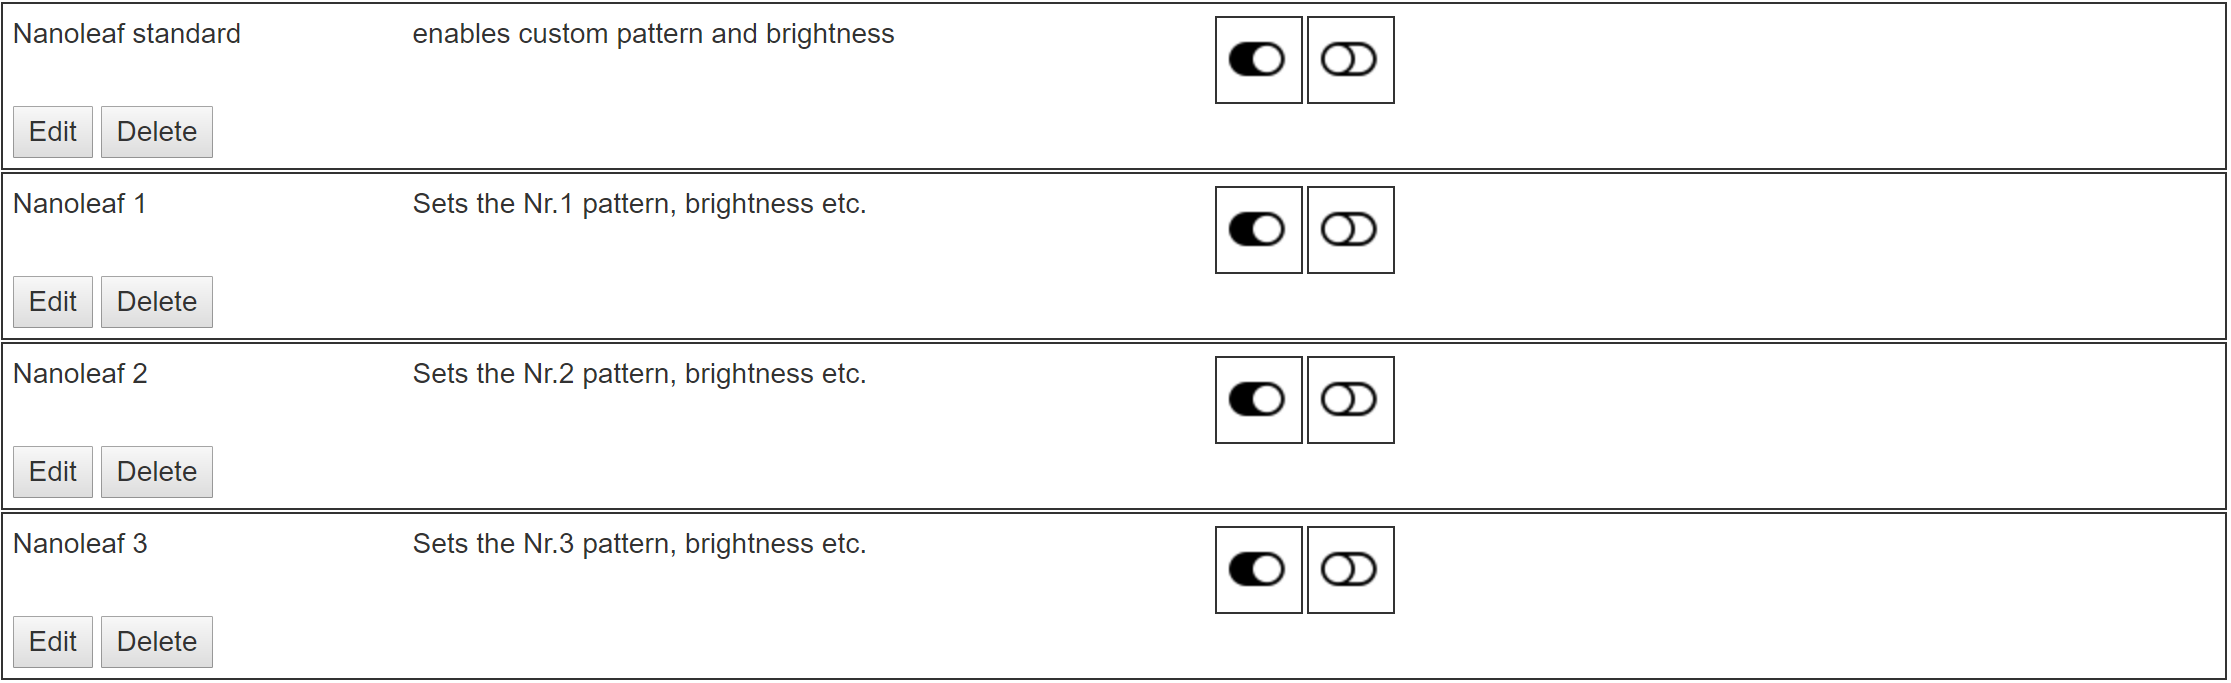 Nanoleaf standard enables custom pattern and brightness
Edit Delete
Nanoleaf 1 Sets the Nr.1 pattern, brightness etc.
Edit Delete
Nanoleaf 2 Sets the Nr.2 pattern, brightness etc.
Edit Delete
Nanoleaf 3 Sets the Nr.3 pattern, brightness etc.
Edit Delete